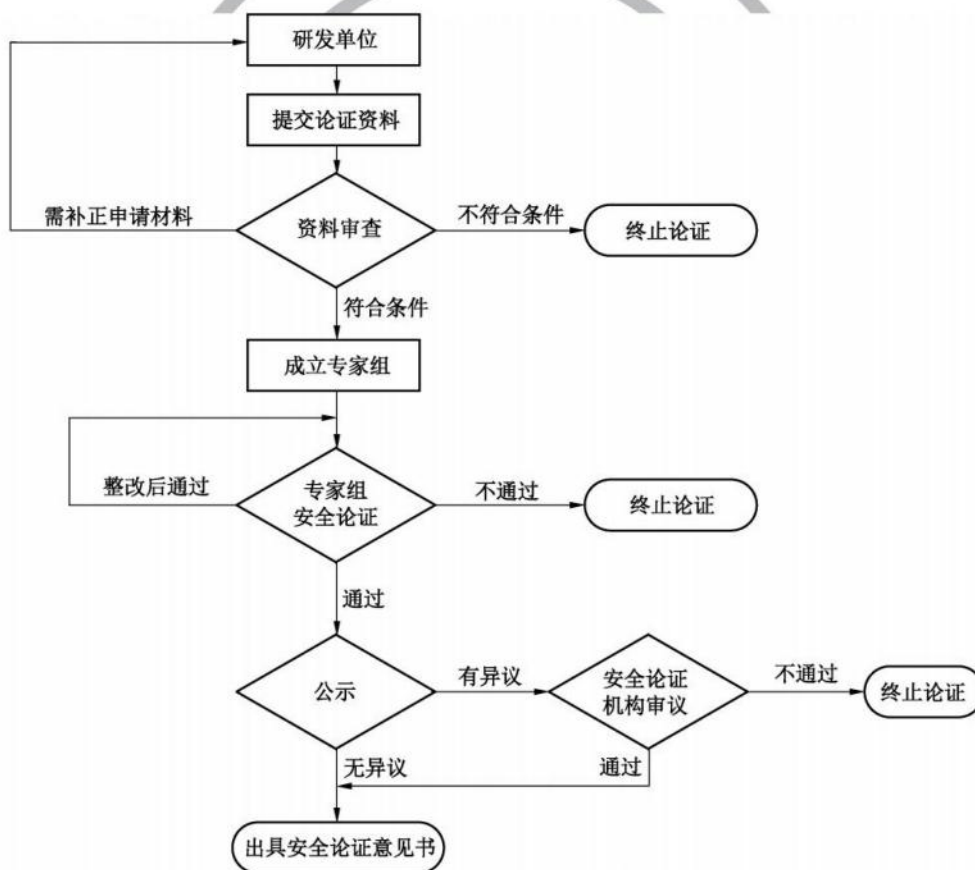 研发单位
提交论证资料
需补正申请材料
资料审查
不符合条件
终止论证
符合条件
成立专家组
整改后通过
专家组
安全论证
不通过
终止论证
通过
公示
有异议
安全论证
机构审议
不通过
终止论证
无异议
通过
出具安全论证意见书